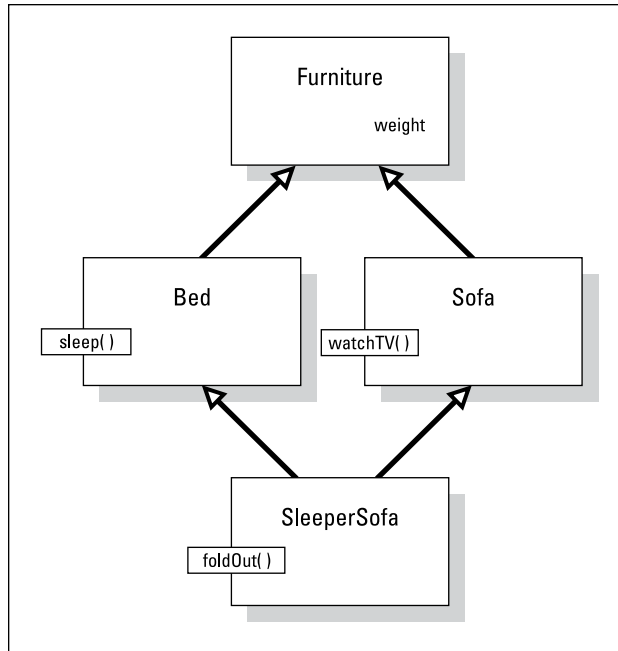 Furniture
weight
Bed
Sofa
sleep( )
watchTV( )
SleeperSofa
foldOut( )